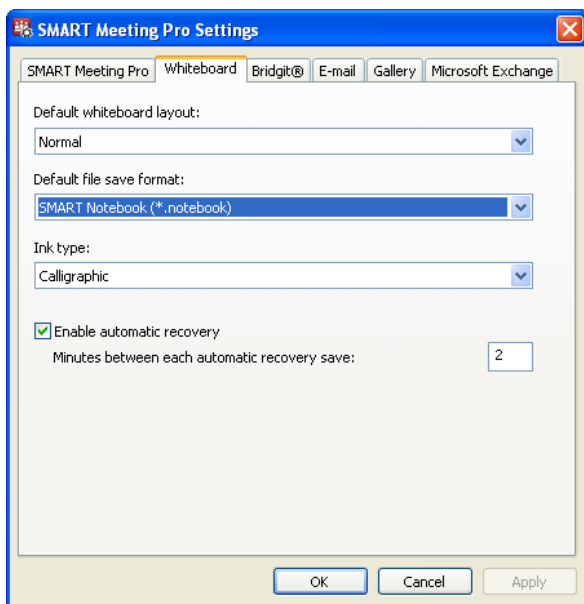 SMART Meeting Pro Settings
SMART Meeting Pro Whiteboard Bridgit® E-mail Gallery Microsoft Exchange
Default whiteboard layout:
Normal
Default file save format:
SMART Notebook (*.notebook)
Ink type:
Calligraphic
Enable automatic recovery
Minutes between each automatic recovery save: 2
OK Cancel Apply